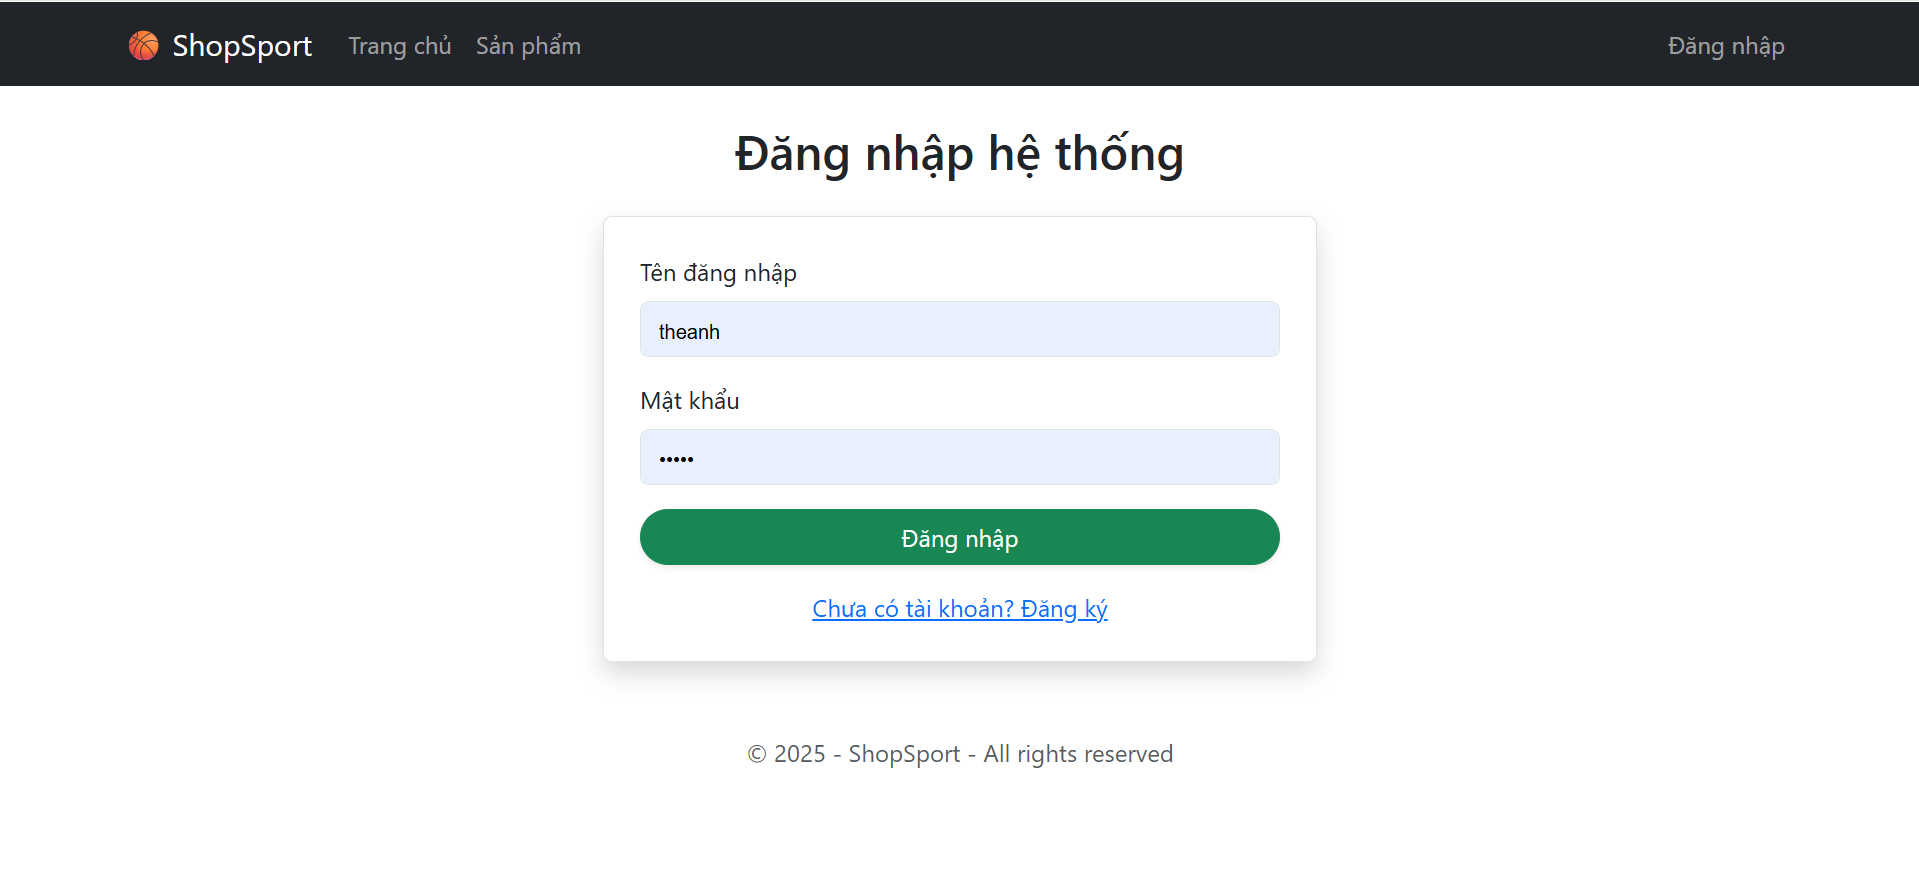 ShopSport Trang chủ Sản phẩm Đăng nhập
Đăng nhập hệ thống
Tên đăng nhập
theanh
Mật khẩu
•••••
Đăng nhập
Chưa có tài khoản? Đăng ký
© 2025 - ShopSport - All rights reserved